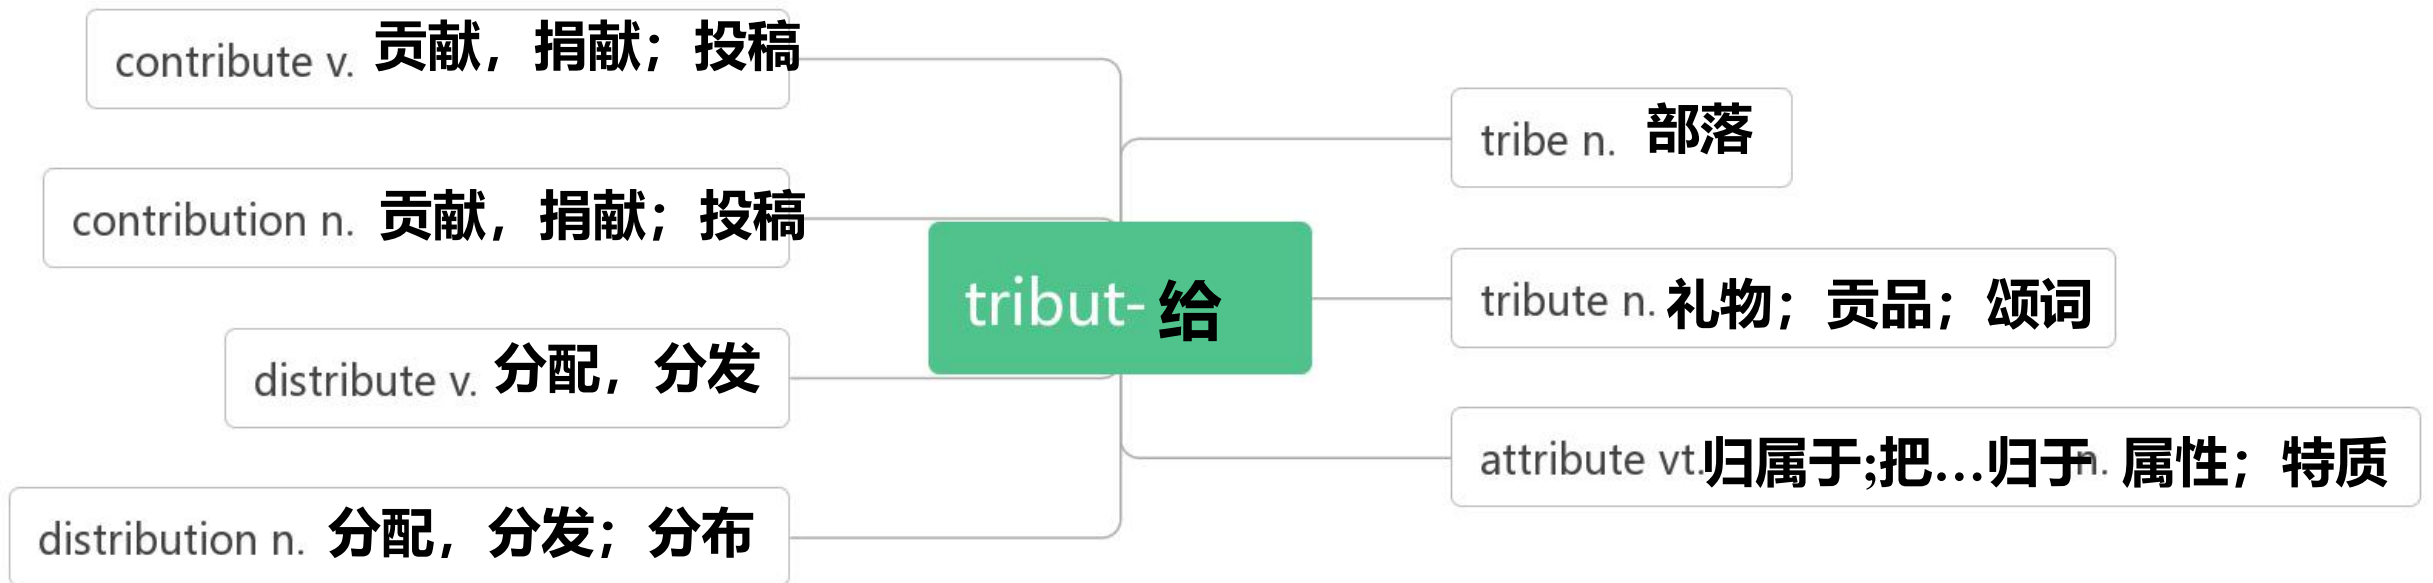 contribute v. 贡献，捐献；投稿
contribution n. 贡献，捐献；投稿
distribute v. 分配，分发
distribution n. 分配，分发；分布
tribut- 给
tribe n. 部落
tribute n. 礼物；贡品；颂词
attribute vt.归属于;把…归于n. 属性；特质